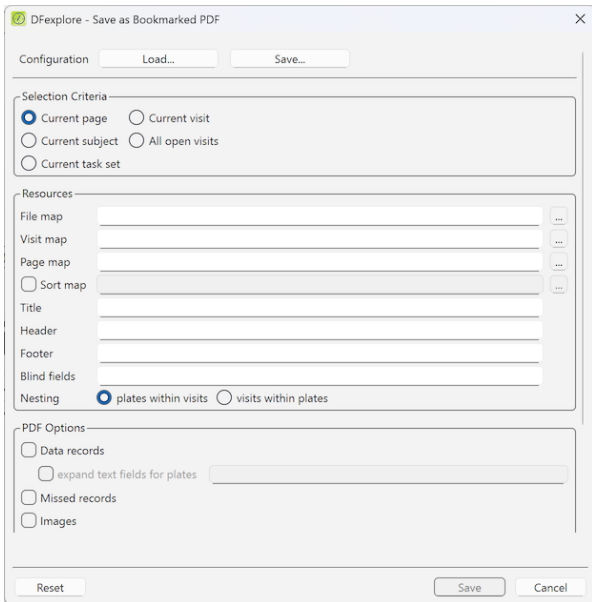 DFexplore - Save as Bookmarked PDF
Configuration Load... Save...
Selection Criteria
Current page Current visit
Current subject All open visits
Current task set
Resources
File map ...
Visit map ...
Page map ...
Sort map ...
Title
Header
Footer
Blind fields
Nesting plates within visits visits within plates
PDF Options
Data records
expand text fields for plates
Missed records
Images
Reset Save Cancel